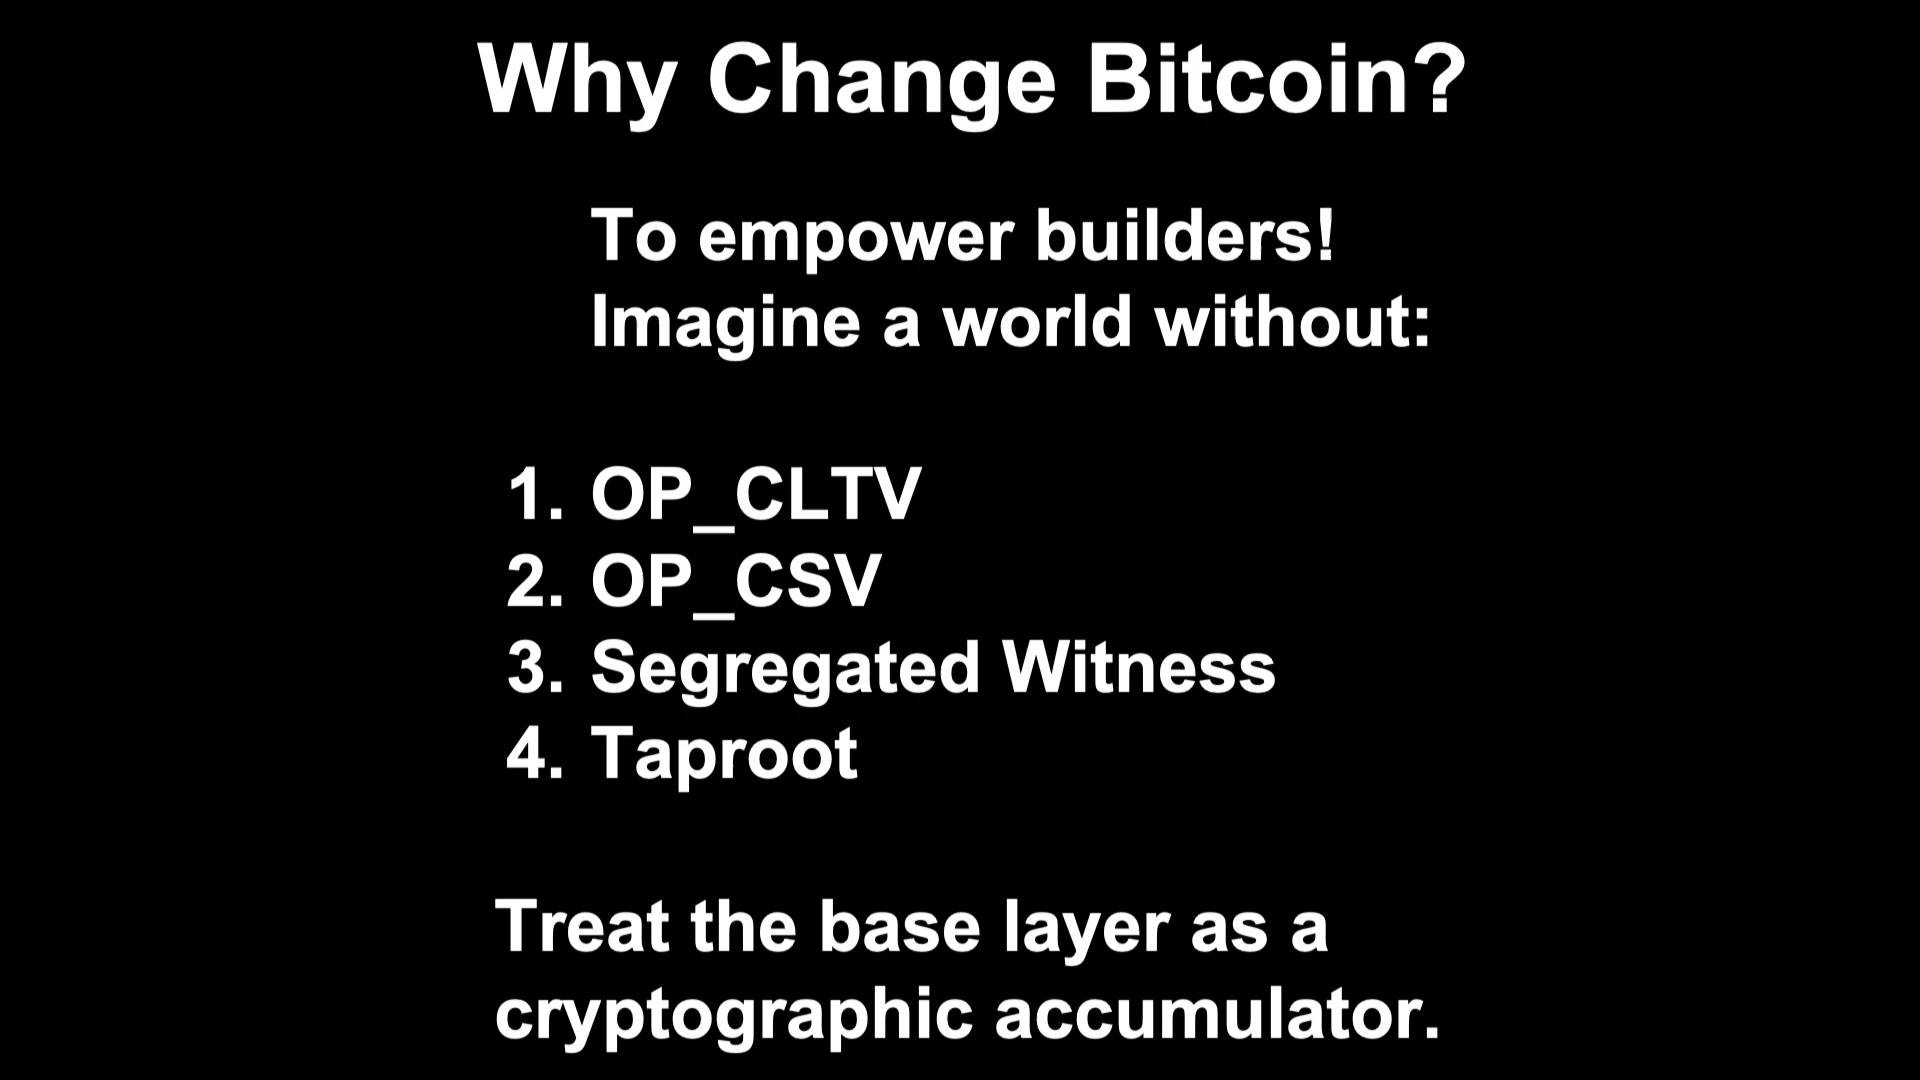 Why Change Bitcoin?
To empower builders!
Imagine a world without:
1. OP_CLTV
2. OP_CSV
3. Segregated Witness
4. Taproot
Treat the base layer as a
cryptographic accumulator.